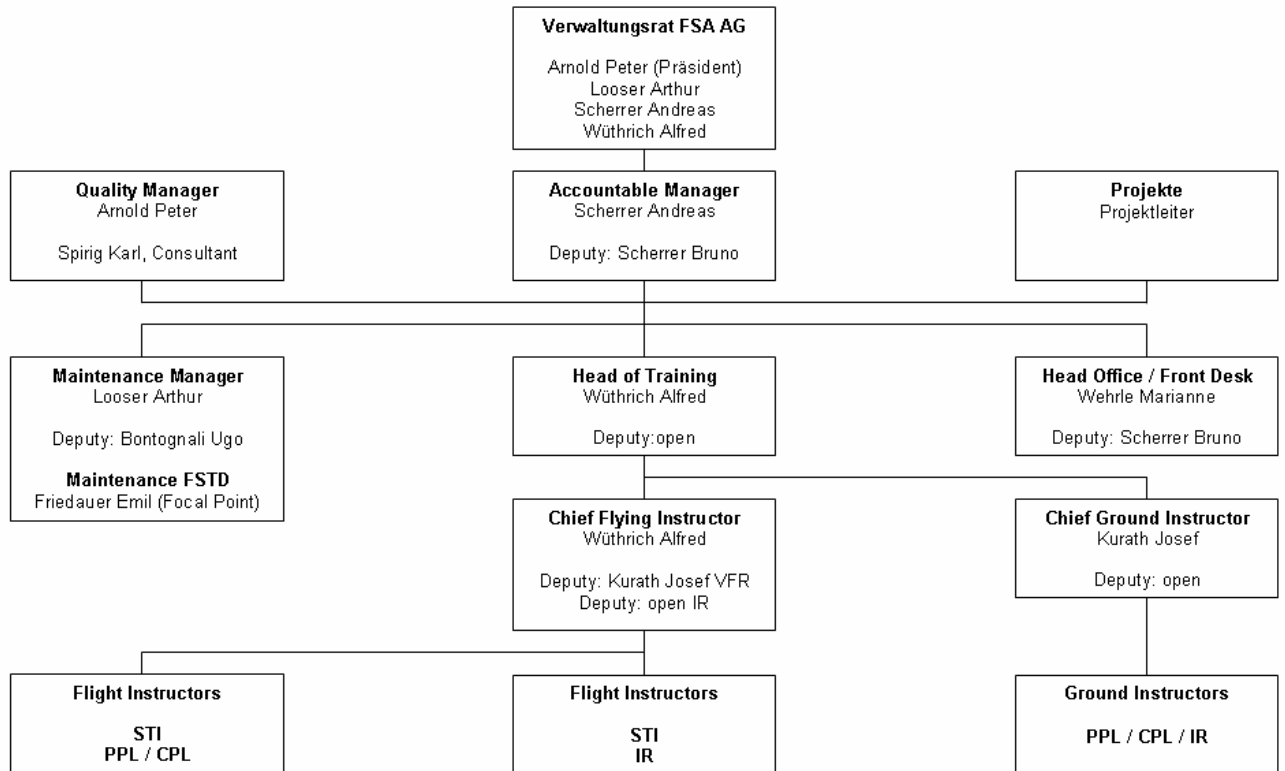 Verwaltungsrat FSA AG
Arnold Peter (Präsident)
Looser Arthur
Scherrer Andreas
Wüthrich Alfred
Quality Manager
Arnold Peter
Spirig Karl, Consultant
Accountable Manager
Scherrer Andreas
Deputy: Scherrer Bruno
Projekte
Projektleiter
Maintenance Manager
Looser Arthur
Deputy: Bontognali Ugo
Maintenance FSTD
Friedauer Emil (Focal Point)
Head of Training
Wüthrich Alfred
Deputy:open
Head Office / Front Desk
Wehrle Marianne
Deputy: Scherrer Bruno
Chief Flying Instructor
Wüthrich Alfred
Deputy: Kurath Josef VFR
Deputy: open IR
Chief Ground Instructor
Kurath Josef
Deputy: open
Flight Instructors
STI
PPL / CPL
Flight Instructors
STI
IR
Ground Instructors
PPL / CPL / IR